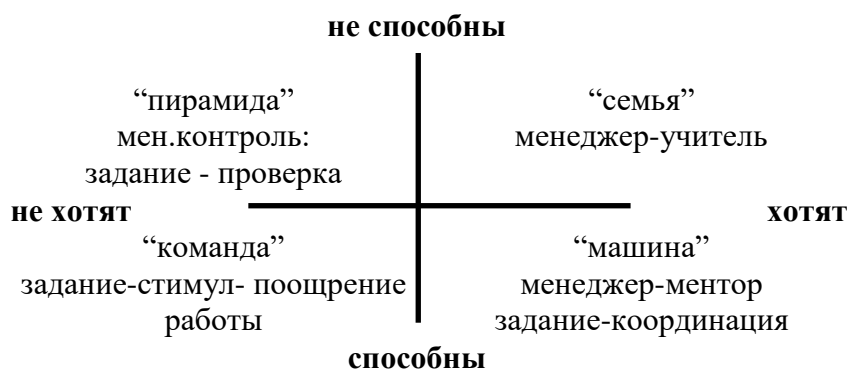 не способны
“пирамида”
мен.контроль:
задание - проверка
“семья”
менеджер-учитель
не хотят
хотят
“команда”
задание-стимул- поощрение
работы
“машина”
менеджер-ментор
задание-координация
способны